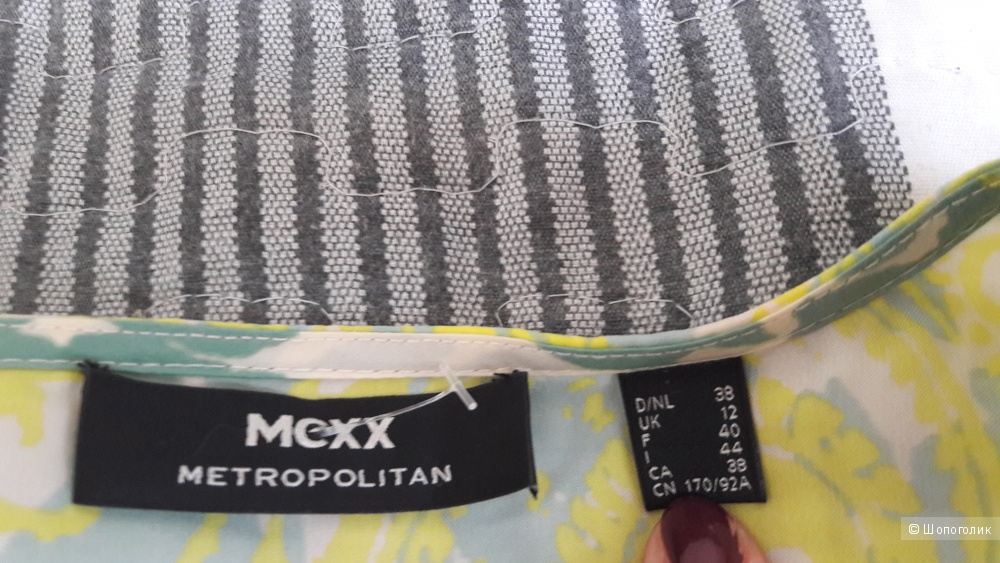 Mexx
METROPOLITAN
D/NL 38
UK 12
F 40
I 44
CA 38
CN 170/92A
© Шопоголик